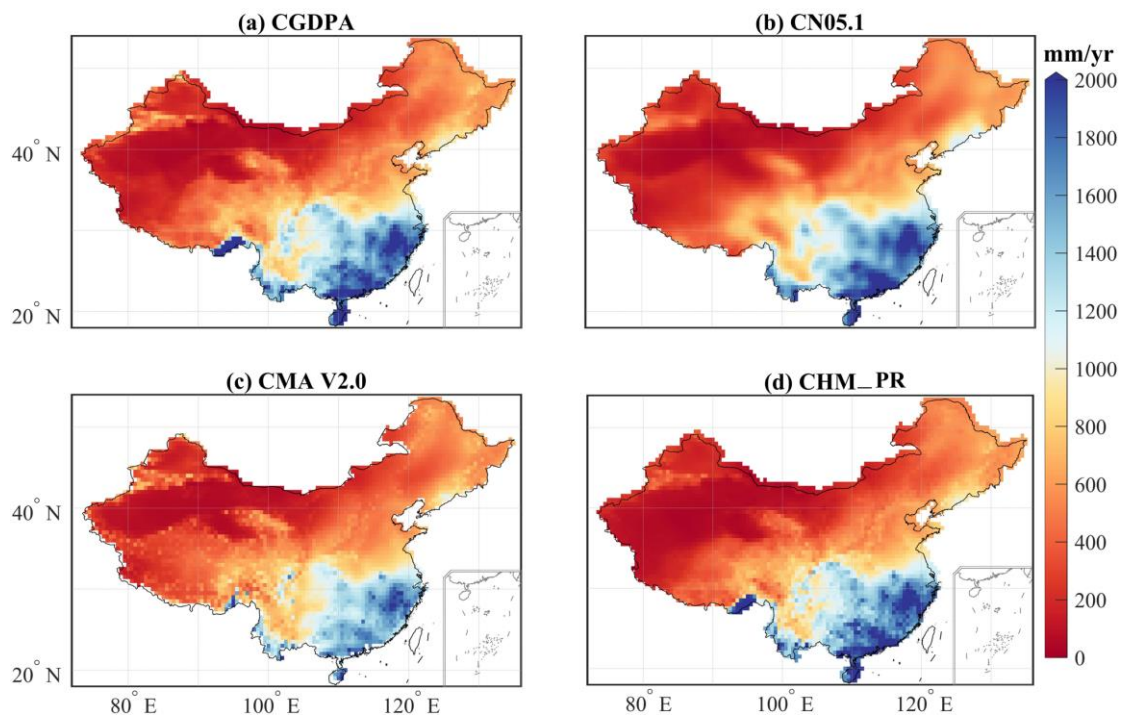 (a) CGDPA
(b) CN05.1
mm/yr
2000
1800
1600
1400
1200
1000
800
600
400
200
0
40° N
20° N
(c) CMA V2.0
(d) CHM_PR
40° N
20° N
80° E 100° E 120° E
80° E 100° E 120° E